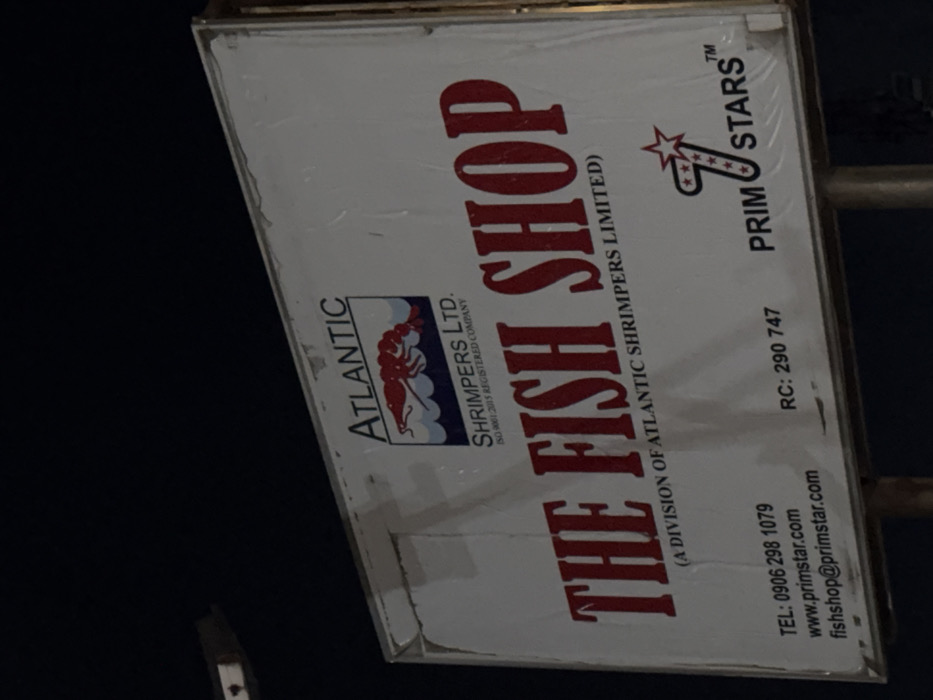 ATLANTIC
SHRIMPERS LTD.
ISO 9001:2015 REGISTERED COMPANY
THE FISH SHOP
(A DIVISION OF ATLANTIC SHRIMPERS LIMITED)
TEL: 0906 298 1079
www.primstar.com
fishshop@primstar.com
RC: 290 747
PRIM 7 STARS™